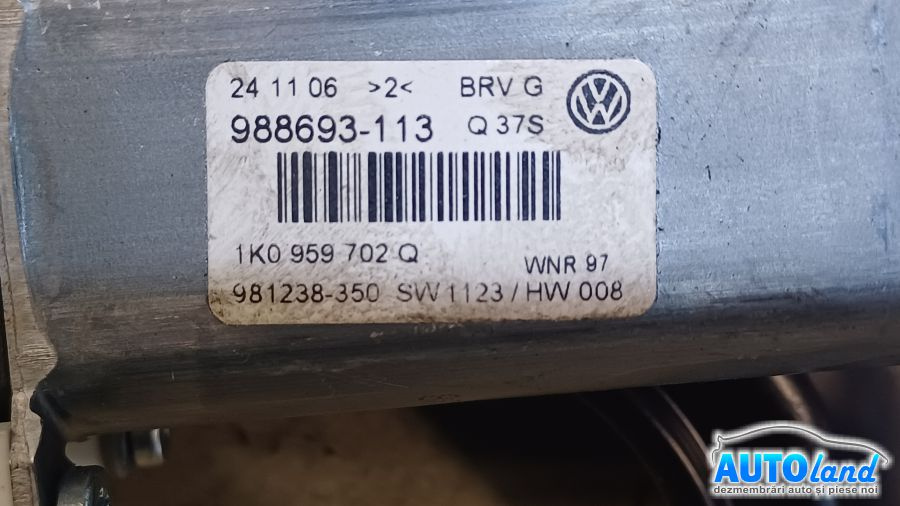 24 11 06 >2< BRV G
988693-113 Q 37S
1K0 959 702 Q WNR 97
981238-350 SW 1123 / HW 008
AUTOland
dezmembrări auto și piese noi